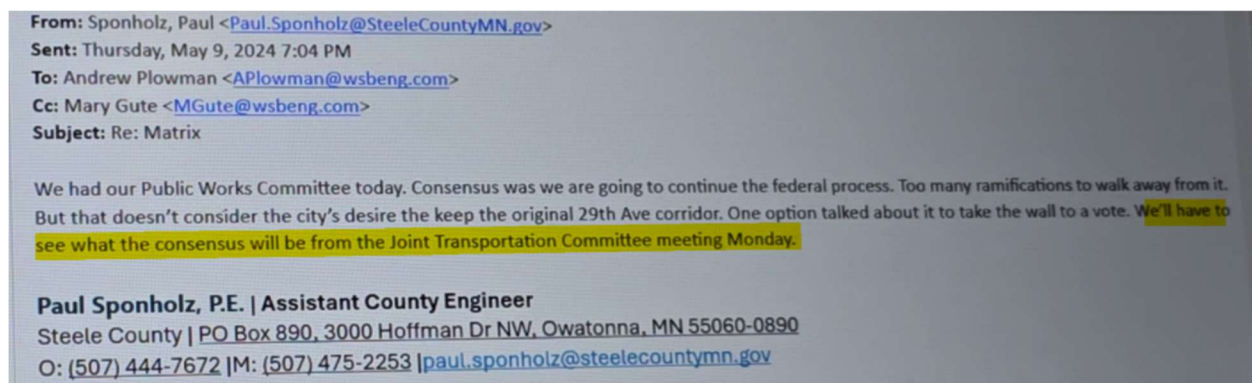 From: Sponholz, Paul <Paul.Sponholz@SteeleCountyMN.gov>
Sent: Thursday, May 9, 2024 7:04 PM
To: Andrew Plowman <APlowman@wsbeng.com>
Cc: Mary Gute <MGute@wsbeng.com>
Subject: Re: Matrix
We had our Public Works Committee today. Consensus was we are going to continue the federal process. Too many ramifications to walk away from it.
But that doesn't consider the city's desire the keep the original 29th Ave corridor. One option talked about it to take the wall to a vote. We'll have to
see what the consensus will be from the Joint Transportation Committee meeting Monday.
Paul Sponholz, P.E. | Assistant County Engineer
Steele County | PO Box 890, 3000 Hoffman Dr NW, Owatonna, MN 55060-0890
O: (507) 444-7672 |M: (507) 475-2253 |paul.sponholz@steelecountymn.gov